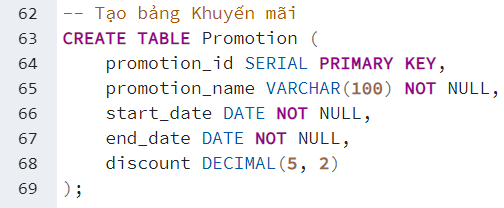 62 -- Tạo bảng Khuyến mãi
63 CREATE TABLE Promotion (
64     promotion_id SERIAL PRIMARY KEY,
65     promotion_name VARCHAR(100) NOT NULL,
66     start_date DATE NOT NULL,
67     end_date DATE NOT NULL,
68     discount DECIMAL(5, 2)
69 );